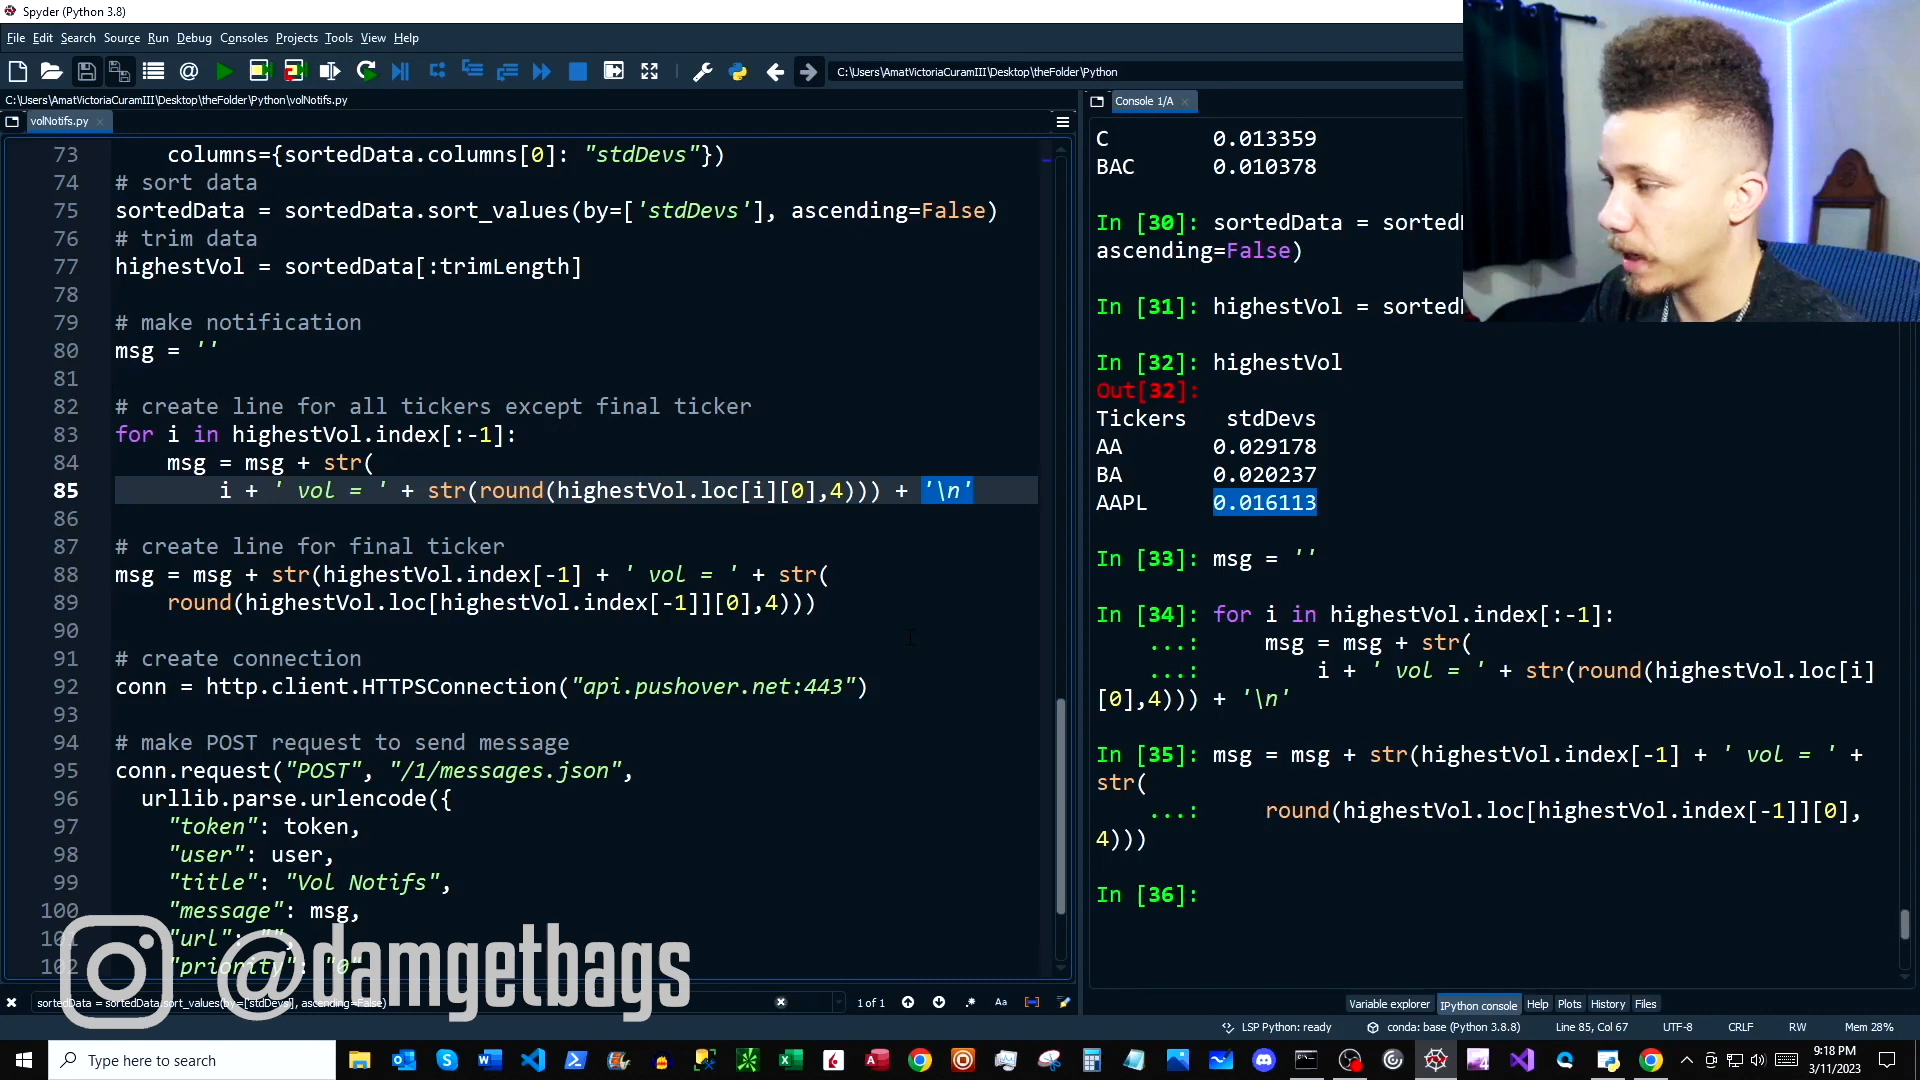 Spyder (Python 3.8)
File Edit Search Source Run Debug Consoles Projects Tools View Help
C:\Users\AmatVictoriaCuramIII\Desktop\theFolder\Python
C:\Users\AmatVictoriaCuramIII\Desktop\theFolder\Python\volNotifs.py
volNotifs.py
73 columns={sortedData.columns[0]: "stdDevs"})
74 # sort data
75 sortedData = sortedData.sort_values(by=['stdDevs'], ascending=False)
76 # trim data
77 highestVol = sortedData[:trimLength]
78
79 # make notification
80 msg = ''
81
82 # create line for all tickers except final ticker
83 for i in highestVol.index[:-1]:
84 msg = msg + str(
85 i + ' vol = ' + str(round(highestVol.loc[i][0],4))) + '\n'
86
87 # create line for final ticker
88 msg = msg + str(highestVol.index[-1] + ' vol = ' + str(
89 round(highestVol.loc[highestVol.index[-1]][0],4)))
90
91 # create connection
92 conn = http.client.HTTPSConnection("api.pushover.net:443")
93
94 # make POST request to send message
95 conn.request("POST", "/1/messages.json",
96 urllib.parse.urlencode({
97 "token": token,
98 "user": user,
99 "title": "Vol Notifs",
100 "message": msg,
101 "url": "",
102 "priority": "0"
@damgetbags
sortedData = sortedData.sort_values(by=['stdDevs'], ascending=False)
1 of 1
Aa
Console 1/A
C 0.013359
BAC 0.010378
In [30]: sortedData =
ascending=False)
In [31]: highestVol =
In [32]: highestVol
Out[32]:
Tickers stdDevs
AA 0.029178
BA 0.020237
AAPL 0.016113
In [33]: msg = ''
In [34]: for i in highestVol.index[:-1]:
...: msg = msg + str(
...: i + ' vol = ' + str(round(highestVol.loc[i]
[0],4))) + '\n'
In [35]: msg = msg + str(highestVol.index[-1] + ' vol = ' +
str(
...: round(highestVol.loc[highestVol.index[-1]][0],
4)))
In [36]:
Variable explorer IPython console Help Plots History Files
LSP Python: ready conda: base (Python 3.8.8) Line 85, Col 67 UTF-8 CRLF RW Mem 28%
Type here to search
9:18 PM
3/11/2023